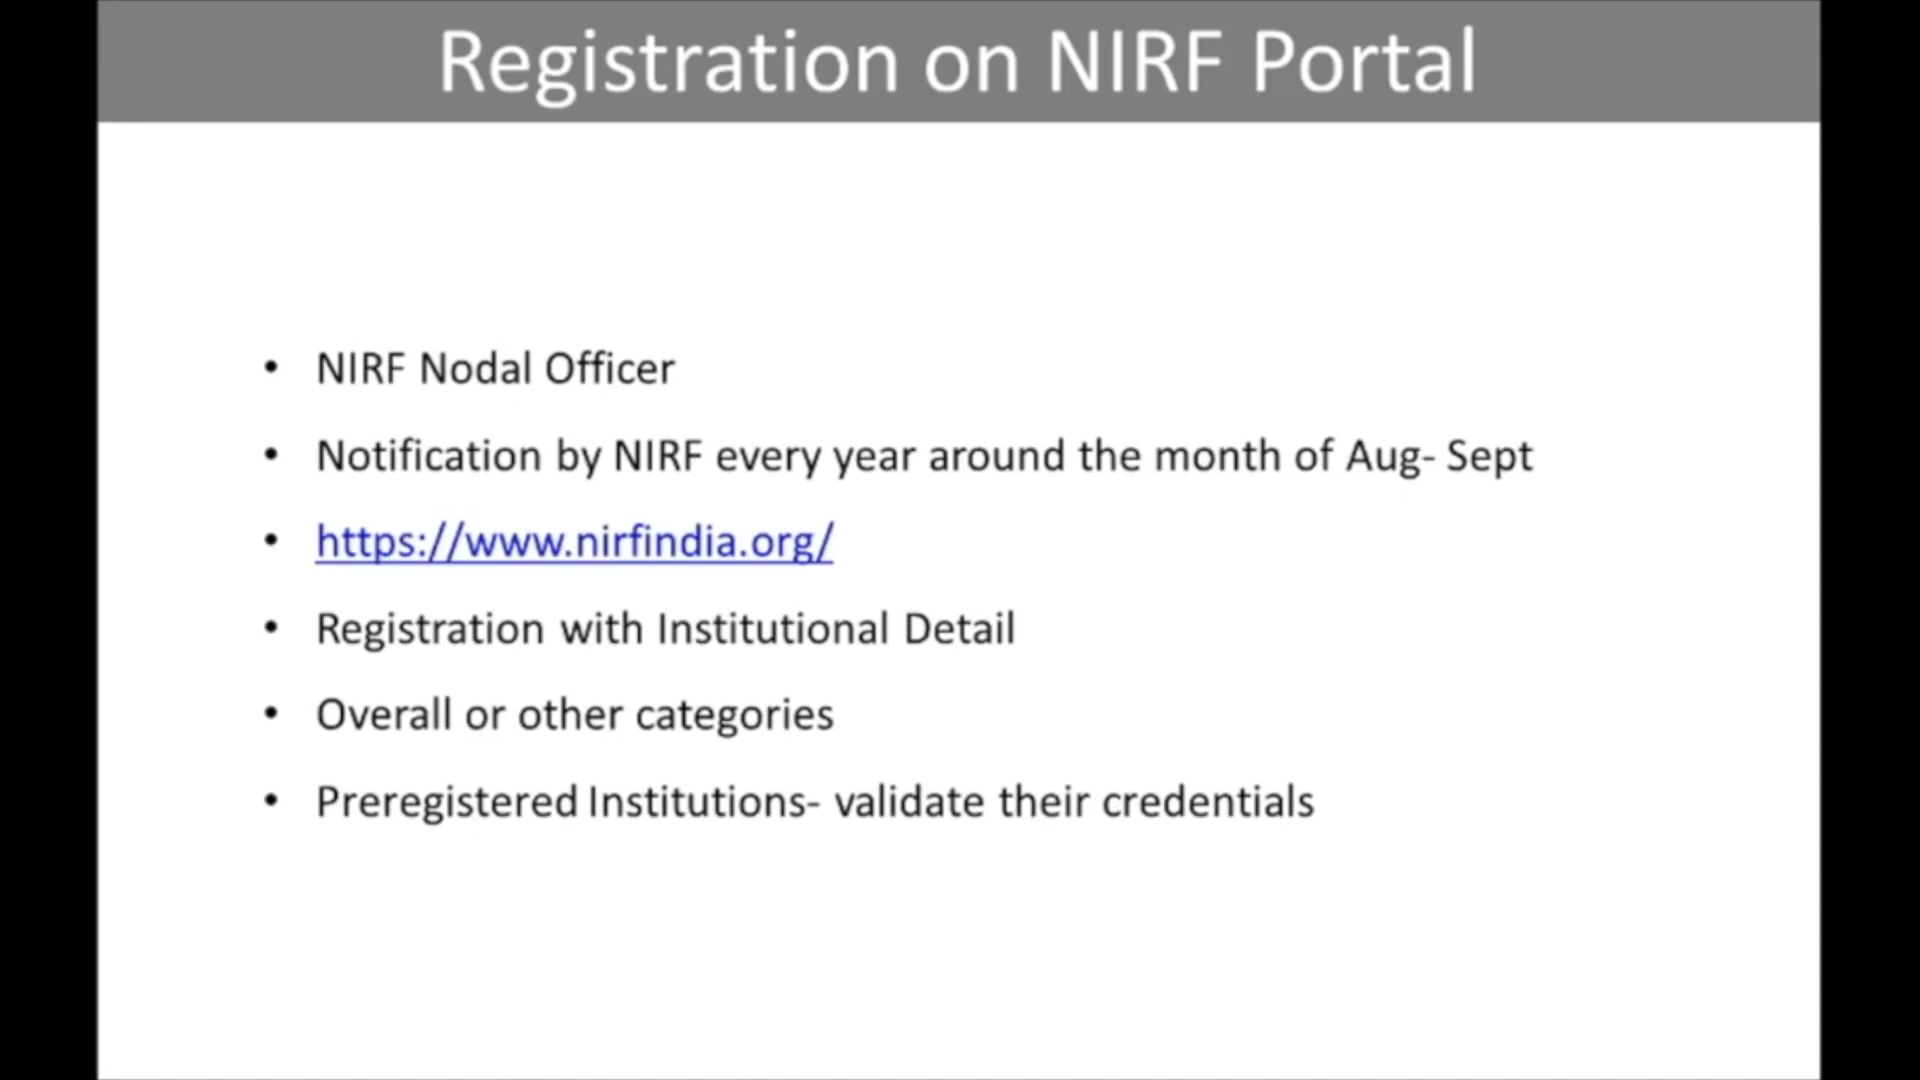 Registration on NIRF Portal
• NIRF Nodal Officer
• Notification by NIRF every year around the month of Aug- Sept
• https://www.nirfindia.org/
• Registration with Institutional Detail
• Overall or other categories
• Preregistered Institutions- validate their credentials